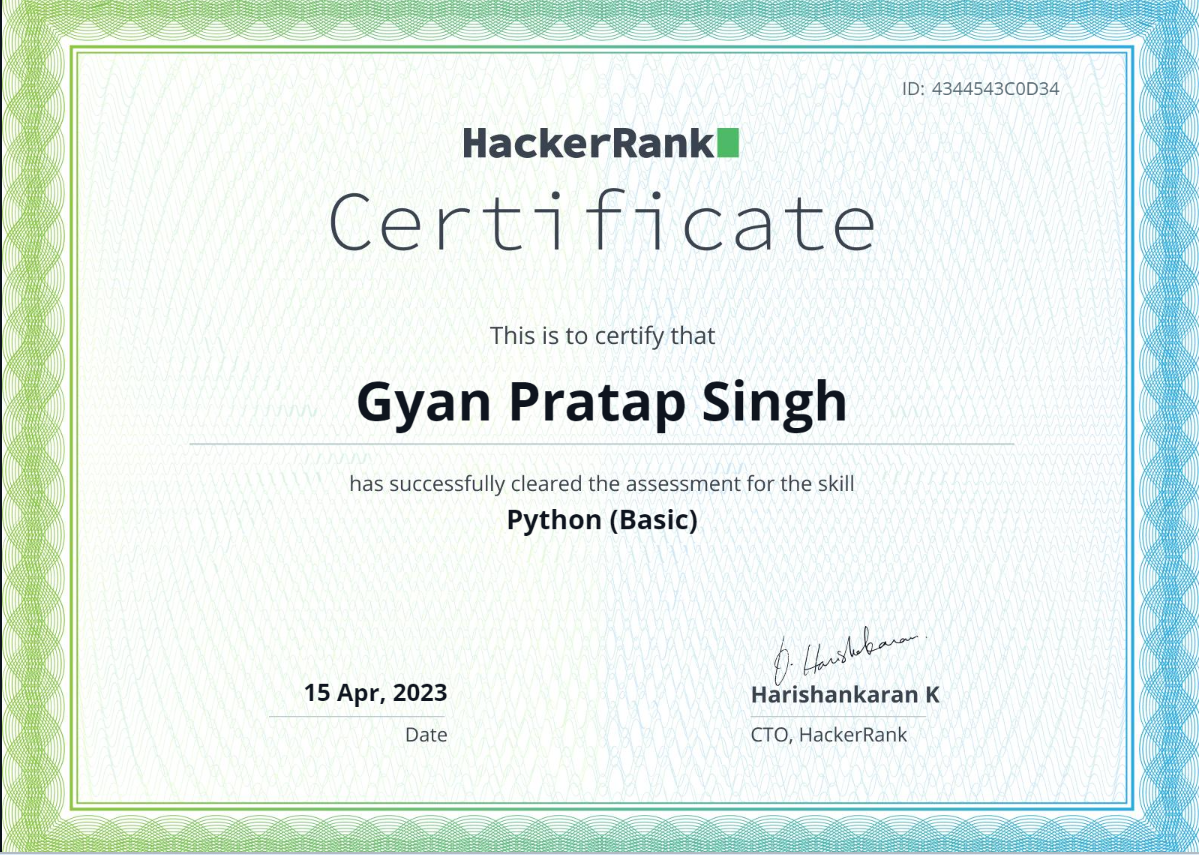 ID: 4344543C0D34
HackerRank
Certificate
This is to certify that
Gyan Pratap Singh
has successfully cleared the assessment for the skill
Python (Basic)
15 Apr, 2023
Date
Harishankaran K
CTO, HackerRank